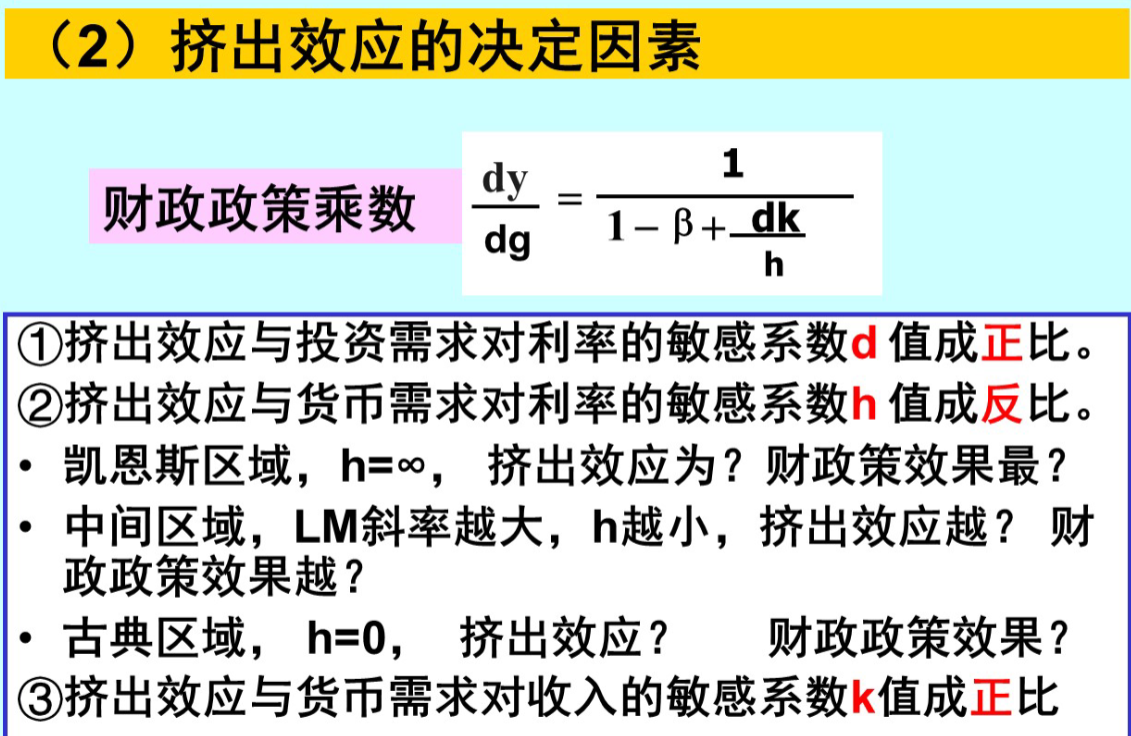 （2）挤出效应的决定因素
财政政策乘数
dy/dg = 1/(1－β+dk/h)
①挤出效应与投资需求对利率的敏感系数d 值成正比。
②挤出效应与货币需求对利率的敏感系数h 值成反比。
• 凯恩斯区域，h=∞， 挤出效应为？财政政策效果最？
• 中间区域，LM斜率越大，h越小，挤出效应越？ 财
政政策效果越？
• 古典区域， h=0， 挤出效应？ 财政政策效果？
③挤出效应与货币需求对收入的敏感系数k值成正比